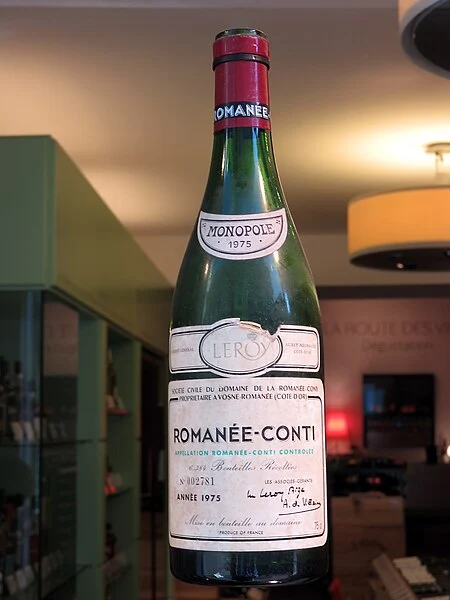 ROMANÉE-
MONOPOLE
1975
LEROY
SOCIÉTÉ CIVILE DU DOMAINE DE LA ROMANÉE-CONTI
PROPRIÉTAIRE A VOSNE-ROMANÉE (COTE-D'OR)
ROMANÉE-CONTI
APPELLATION ROMANÉE-CONTI CONTROLÉE
Bouteilles Récoltées
No 002781
LES ASSOCIÉS-GÉRANTS
ANNÉE 1975
Mise en bouteille au domaine
75 cl
PRODUCE OF FRANCE
LA ROUTE DES
Dégustation